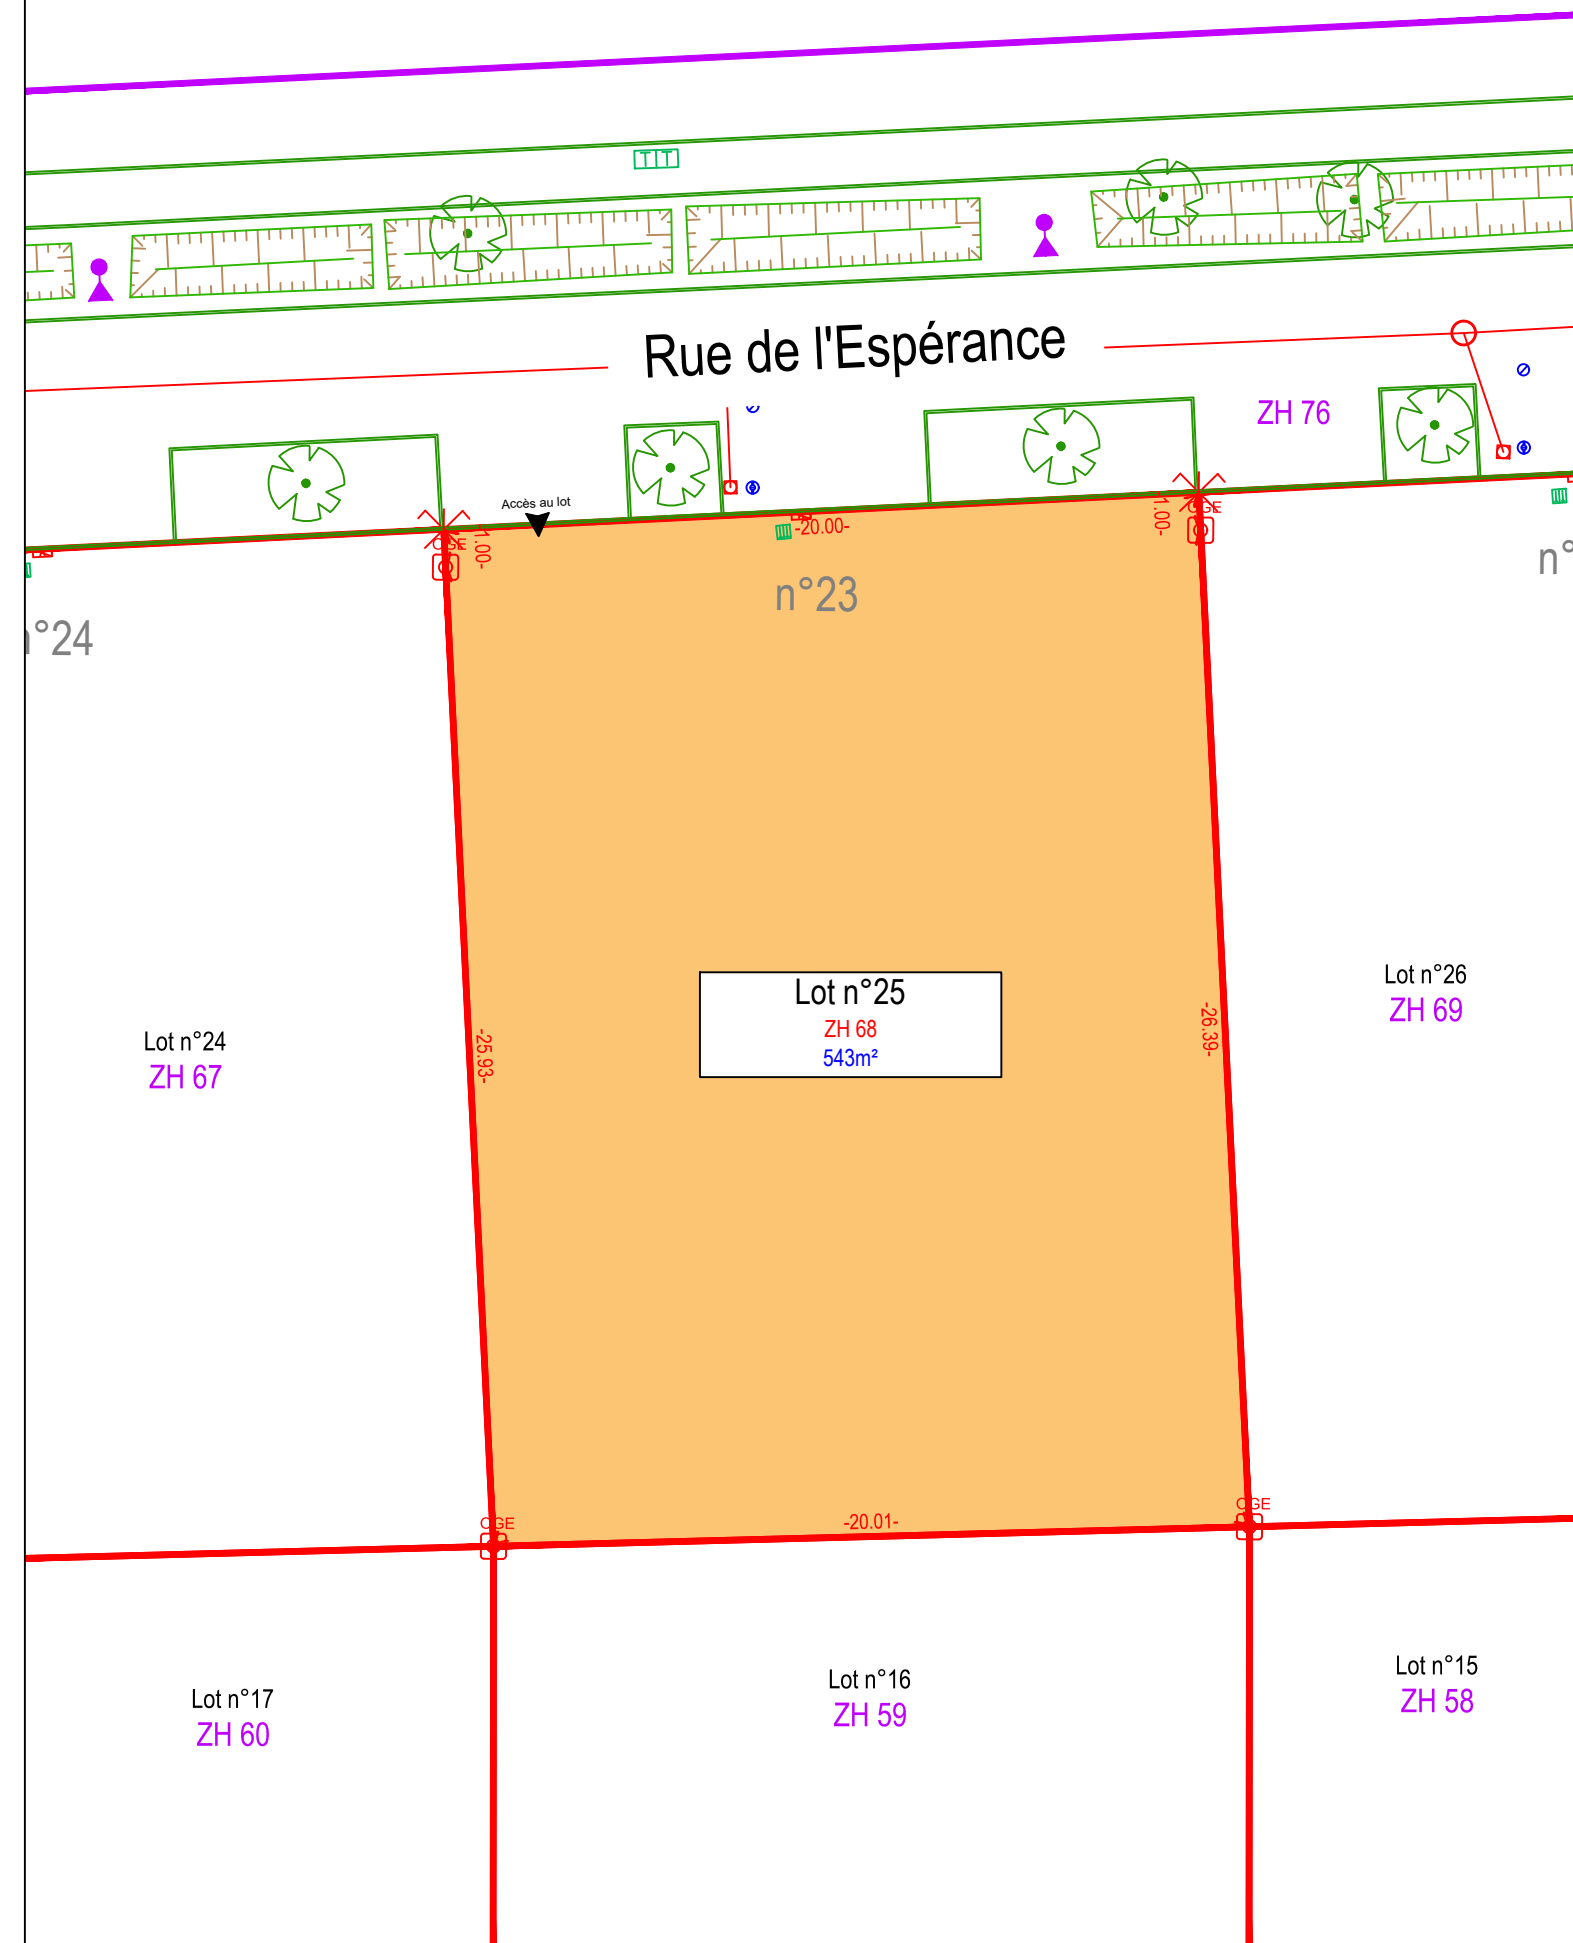 TIT
Rue de l'Espérance
ZH 76
Accès au lot
OGE
-1.00-
-20.00-
-1.00-
OGE
n°24
n°23
n°
Lot n°24
ZH 67
-25.93-
Lot n°25
ZH 68
543m²
-26.39-
Lot n°26
ZH 69
OGE
-20.01-
OGE
Lot n°17
ZH 60
Lot n°16
ZH 59
Lot n°15
ZH 58